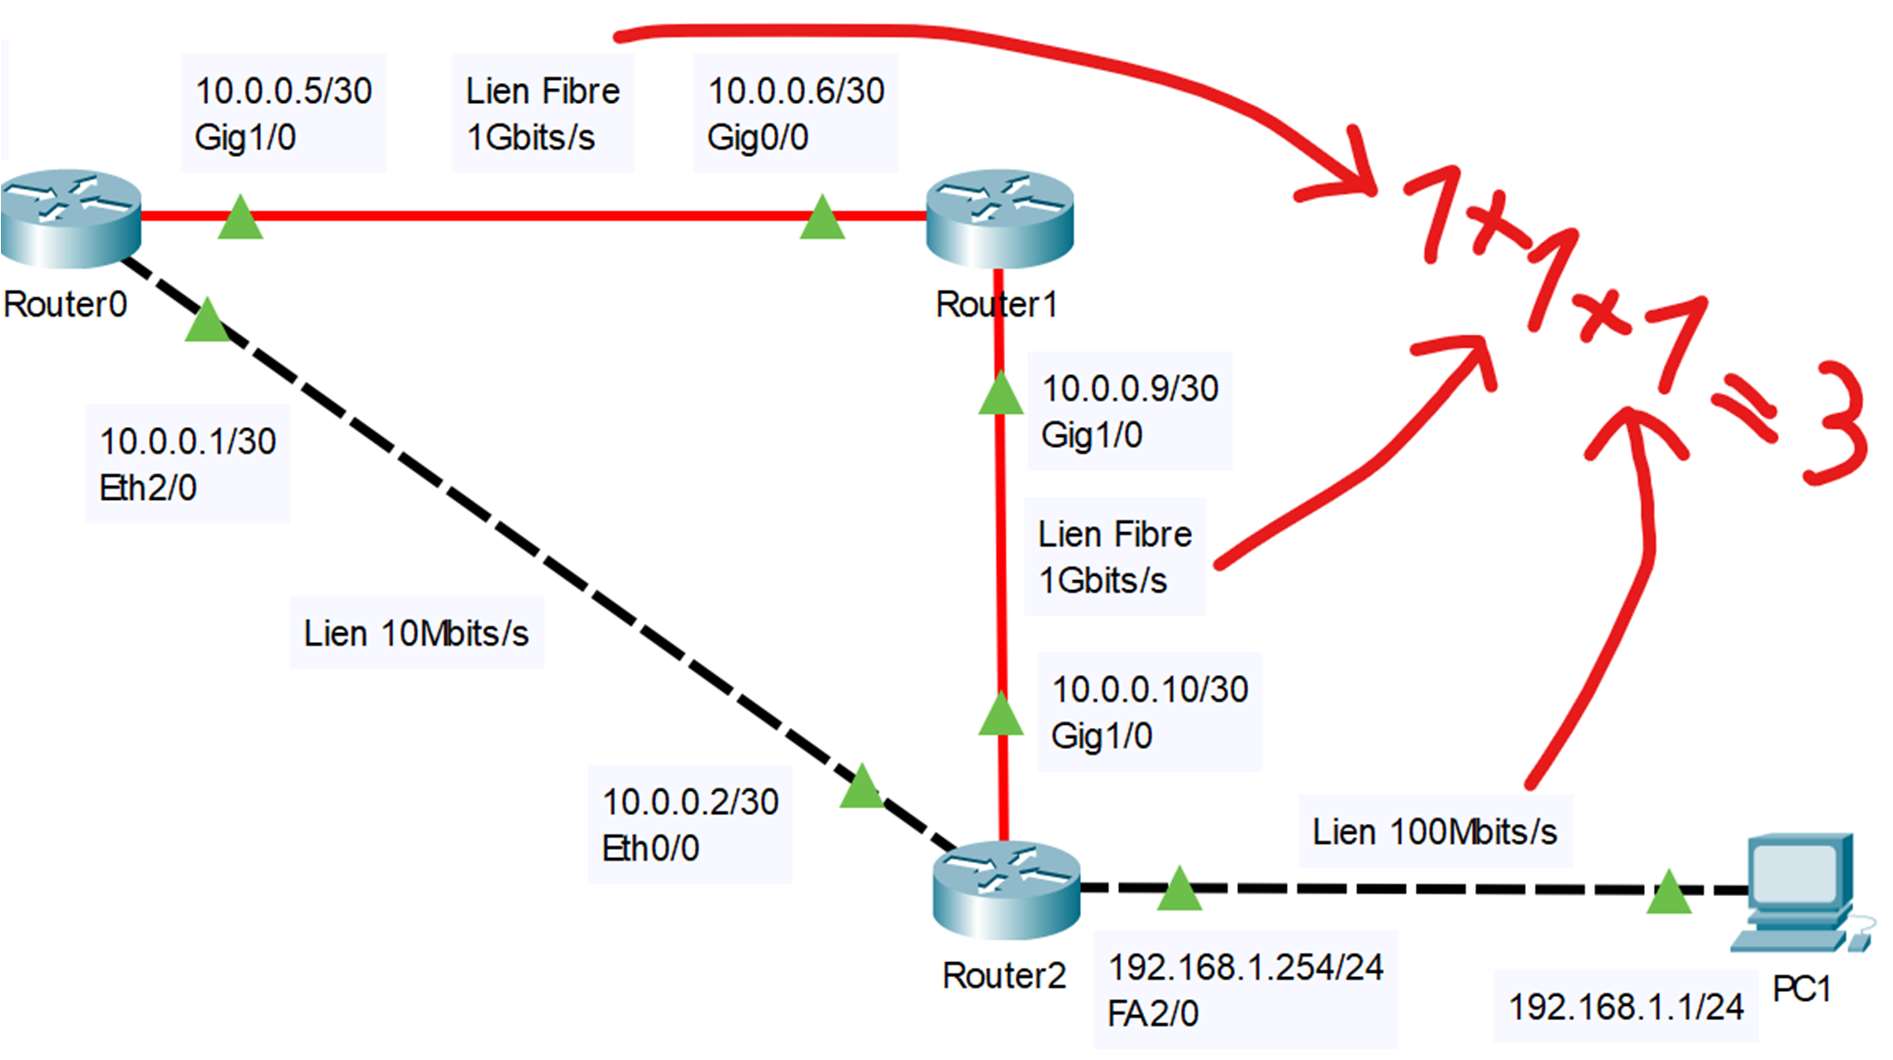 10.0.0.5/30
Gig1/0
Lien Fibre
1Gbits/s
10.0.0.6/30
Gig0/0
Router0
Router1
1+1+1=3
10.0.0.9/30
Gig1/0
10.0.0.1/30
Eth2/0
Lien Fibre
1Gbits/s
Lien 10Mbits/s
10.0.0.10/30
Gig1/0
10.0.0.2/30
Eth0/0
Lien 100Mbits/s
Router2
192.168.1.254/24
FA2/0
PC1
192.168.1.1/24